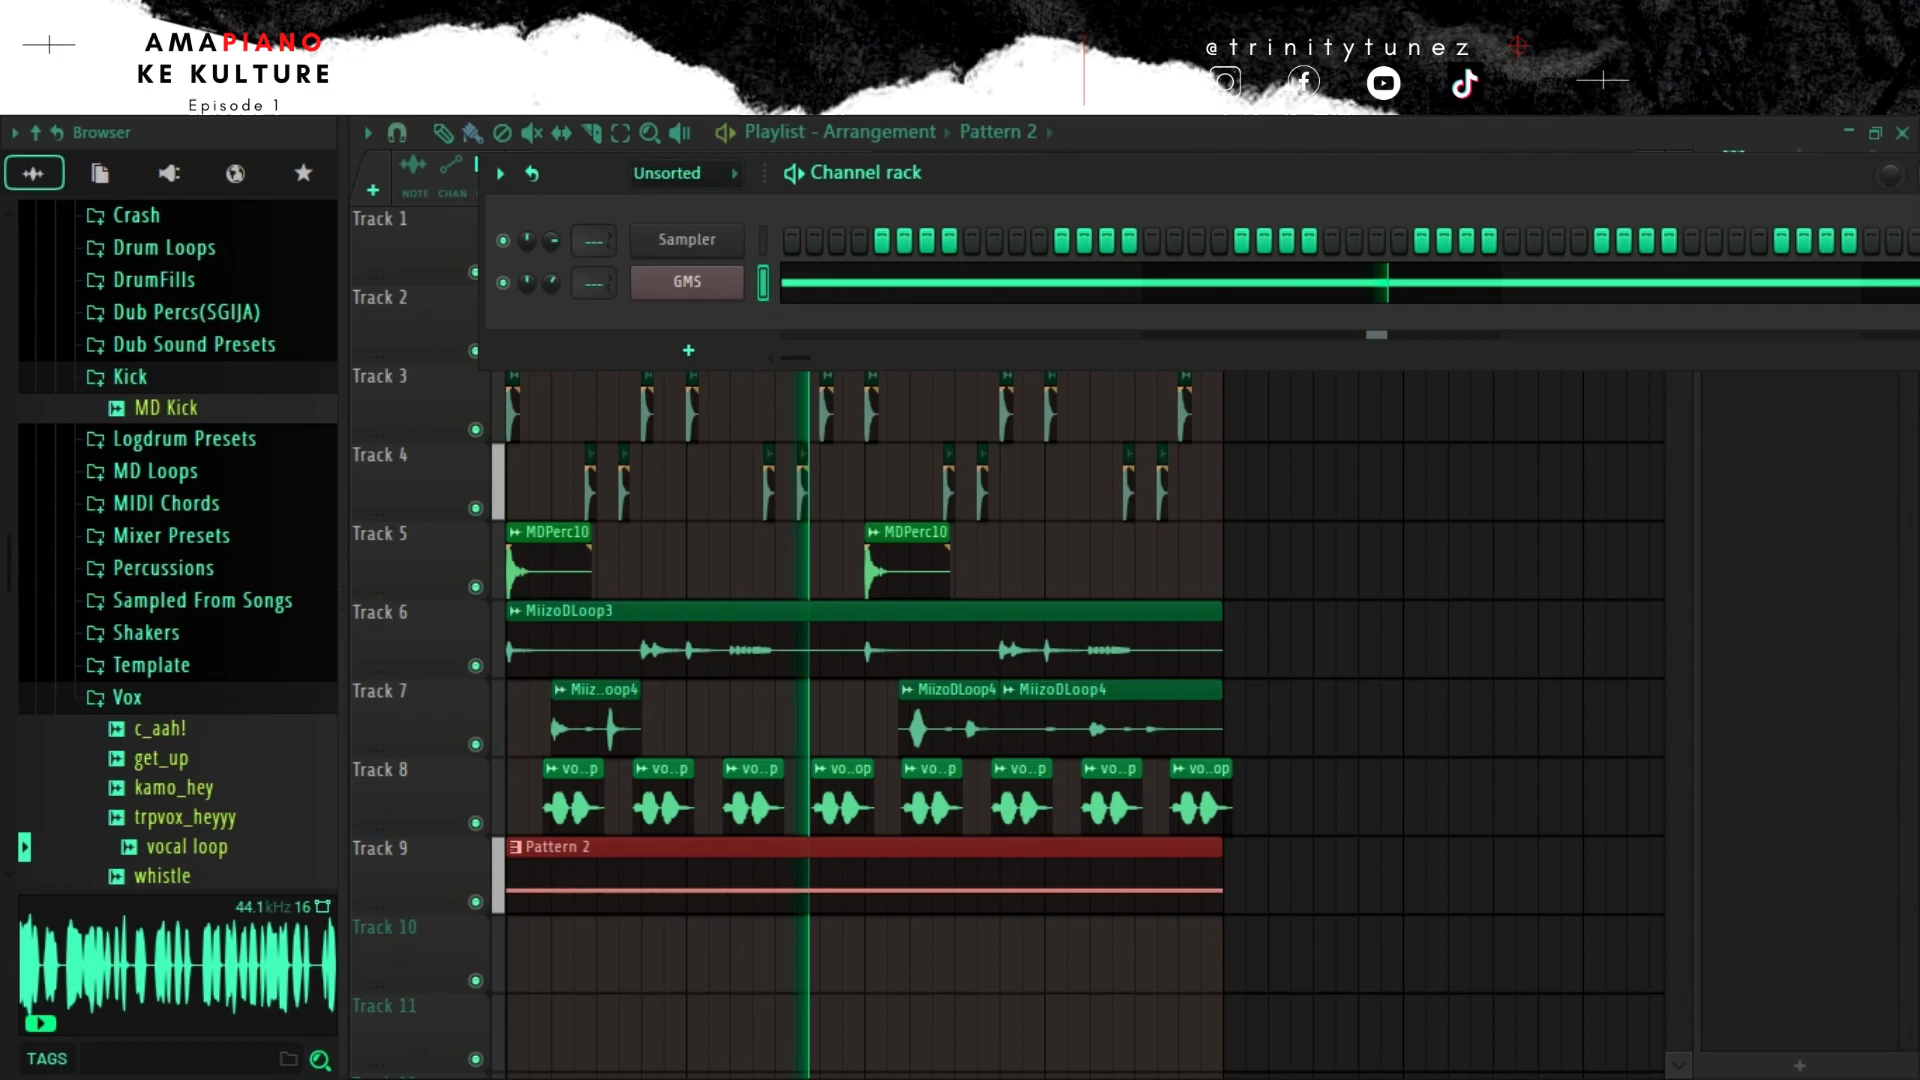 AMAPIANO
KE KULTURE
Episode 1
@trinitytunez
Browser
Playlist - Arrangement
Pattern 2
Unsorted
Channel rack
NOTE CHAN
Sampler
GMS
Crash
Drum Loops
DrumFills
Dub Percs(SGIJA)
Dub Sound Presets
Kick
MD Kick
Logdrum Presets
MD Loops
MIDI Chords
Mixer Presets
Percussions
Sampled From Songs
Shakers
Template
Vox
c_aah!
get_up
kamo_hey
trpvox_heyyy
vocal loop
whistle
44.1kHz 16
TAGS
Track 1
Track 2
Track 3
Track 4
Track 5
MDPerc10 MDPerc10
Track 6
MiizoDLoop3
Track 7
Miiz..oop4 MiizoDLoop4 MiizoDLoop4
Track 8
vo..p vo..p vo..p vo..op vo..p vo..p vo..p vo..op
Track 9
Pattern 2
Track 10
Track 11